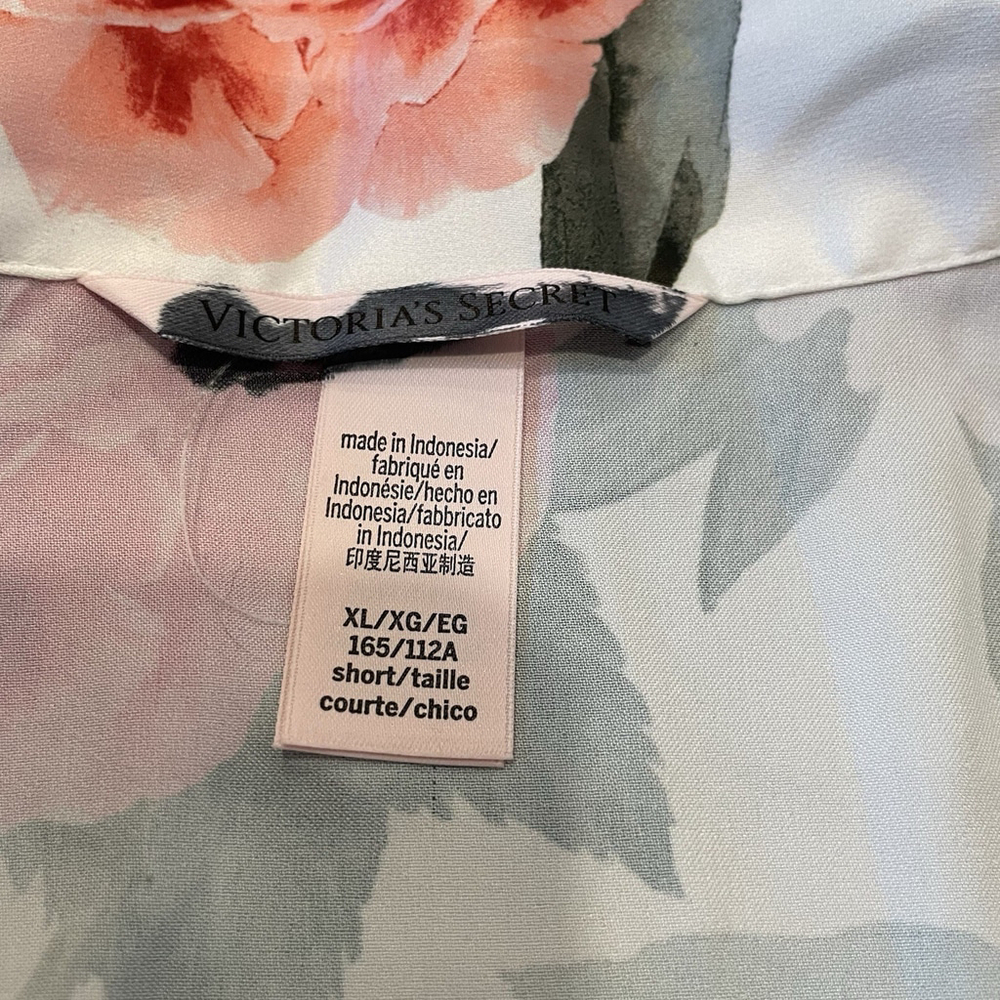 VICTORIA'S SECRET
made in Indonesia/
fabriqué en
Indonésie/hecho en
Indonesia/fabbricato
in Indonesia/
印度尼西亚制造
XL/XG/EG
165/112A
short/taille
courte/chico